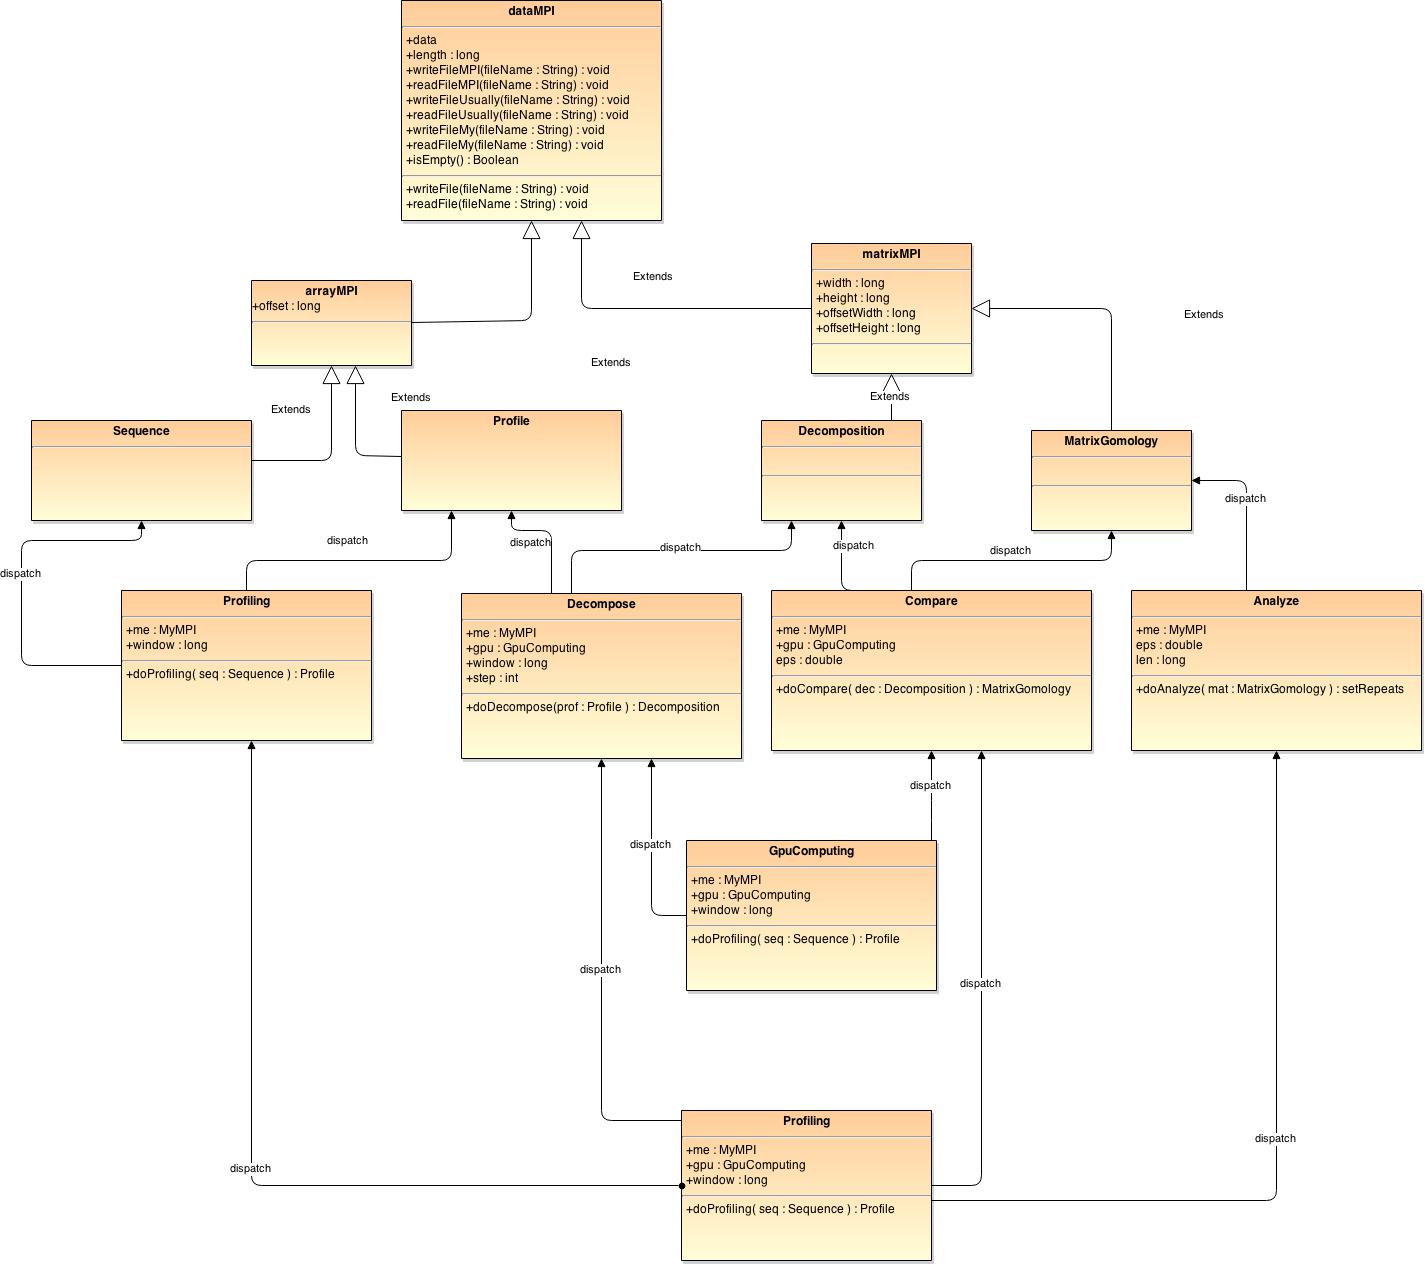 dataMPI
+data
+length : long
+writeFileMPI(fileName : String) : void
+readFileMPI(fileName : String) : void
+writeFileUsually(fileName : String) : void
+readFileUsually(fileName : String) : void
+writeFileMy(fileName : String) : void
+readFileMy(fileName : String) : void
+isEmpty() : Boolean
+writeFile(fileName : String) : void
+readFile(fileName : String) : void
matrixMPI
+width : long
+height : long
+offsetWidth : long
+offsetHeight : long
Extends
arrayMPI
+offset : long
Extends
Extends
Extends
Extends
Extends
Sequence
Profile
Decomposition
MatrixGomology
dispatch
dispatch
dispatch
dispatch
dispatch
dispatch
dispatch
Profiling
+me : MyMPI
+window : long
+doProfiling( seq : Sequence ) : Profile
Decompose
+me : MyMPI
+gpu : GpuComputing
+window : long
+step : int
+doDecompose(prof : Profile ) : Decomposition
Compare
+me : MyMPI
+gpu : GpuComputing
eps : double
+doCompare( dec : Decomposition ) : MatrixGomology
Analyze
+me : MyMPI
eps : double
len : long
+doAnalyze( mat : MatrixGomology ) : setRepeats
dispatch
dispatch
GpuComputing
+me : MyMPI
+gpu : GpuComputing
+window : long
+doProfiling( seq : Sequence ) : Profile
dispatch
dispatch
dispatch
dispatch
Profiling
+me : MyMPI
+gpu : GpuComputing
+window : long
+doProfiling( seq : Sequence ) : Profile